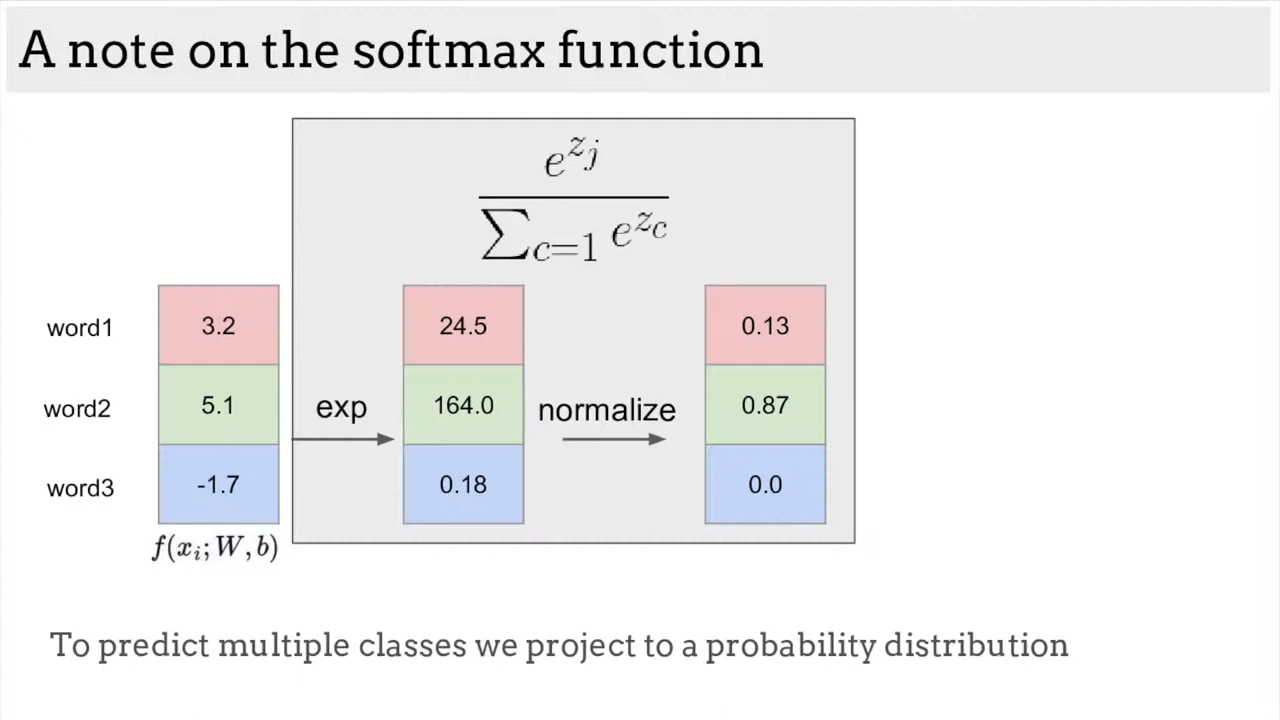 A note on the softmax function
e^{z_j}
∑_{c=1} e^{z_c}
word1 3.2 24.5 0.13
word2 5.1 exp 164.0 normalize 0.87
word3 -1.7 0.18 0.0
f(x_i; W, b)
To predict multiple classes we project to a probability distribution